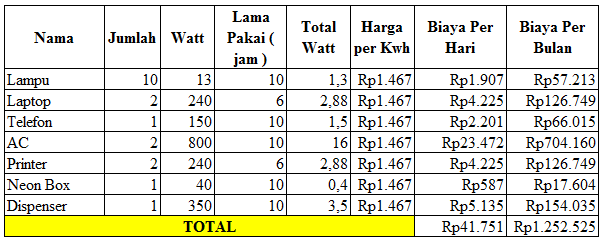 Nama Jumlah Watt Lama Pakai ( jam ) Total Watt Harga per Kwh Biaya Per Hari Biaya Per Bulan
Lampu 10 13 10 1,3 Rp1.467 Rp1.907 Rp57.213
Laptop 2 240 6 2,88 Rp1.467 Rp4.225 Rp126.749
Telefon 1 150 10 1,5 Rp1.467 Rp2.201 Rp66.015
AC 2 800 10 16 Rp1.467 Rp23.472 Rp704.160
Printer 2 240 6 2,88 Rp1.467 Rp4.225 Rp126.749
Neon Box 1 40 10 0,4 Rp1.467 Rp587 Rp17.604
Dispenser 1 350 10 3,5 Rp1.467 Rp5.135 Rp154.035
TOTAL Rp41.751 Rp1.252.525